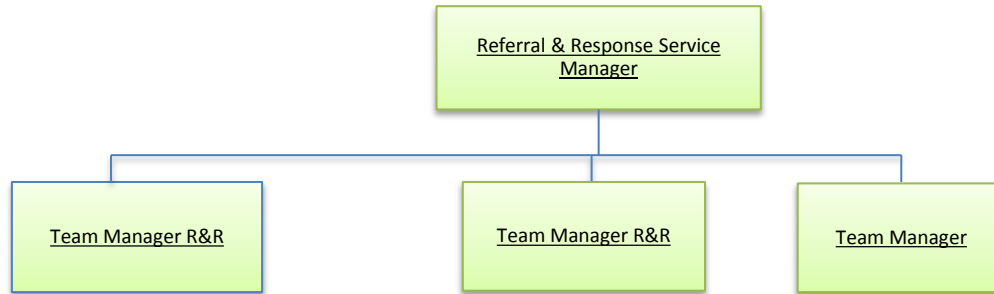 Referral & Response Service
Manager
Team Manager R&R
Team Manager R&R
Team Manager